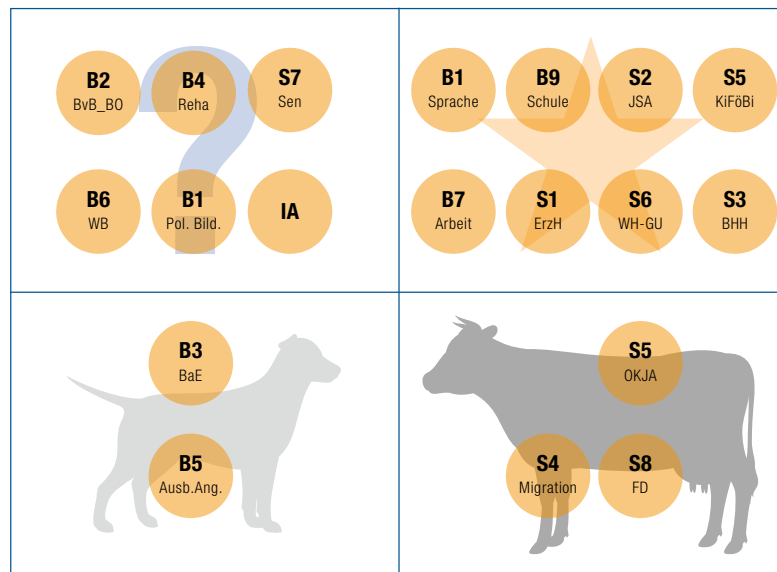 B2
BvB_BO
B4
Reha
S7
Sen
B6
WB
B1
Pol. Bild.
IA
B1
Sprache
B9
Schule
S2
JSA
S5
KiFöBi
B7
Arbeit
S1
ErzH
S6
WH-GU
S3
BHH
B3
BaE
B5
Ausb.Ang.
S5
OKJA
S4
Migration
S8
FD